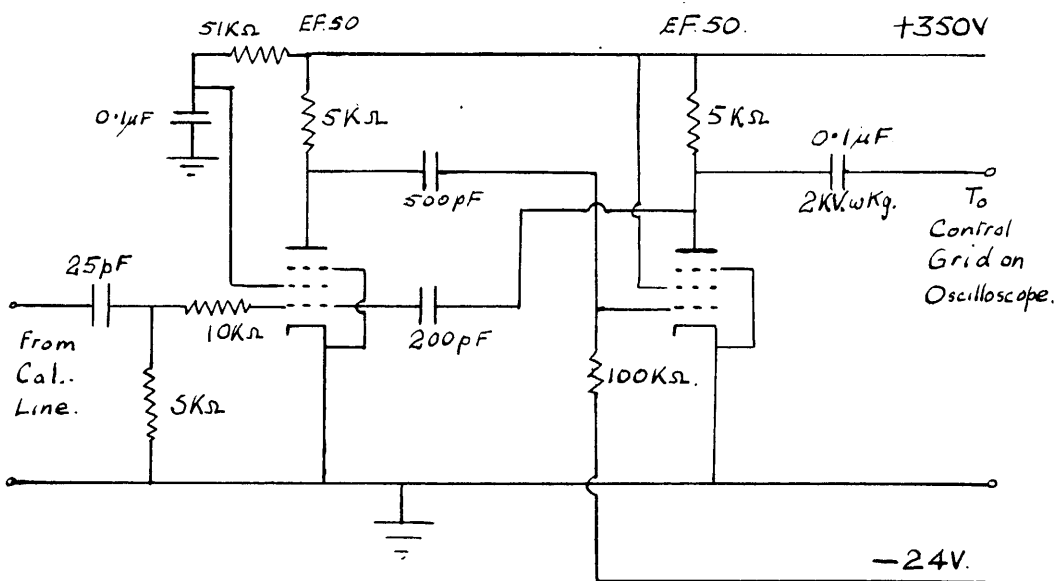 51KΩ
EF.50
EF.50.
+350V
0.1µF
5KΩ
5KΩ
0.1µF
500pF
2KV.wKg.
To
Control
Grid on
Oscilloscope.
25pF
10KΩ
200pF
From
Cal..
Line.
5KΩ
100KΩ.
—24V.